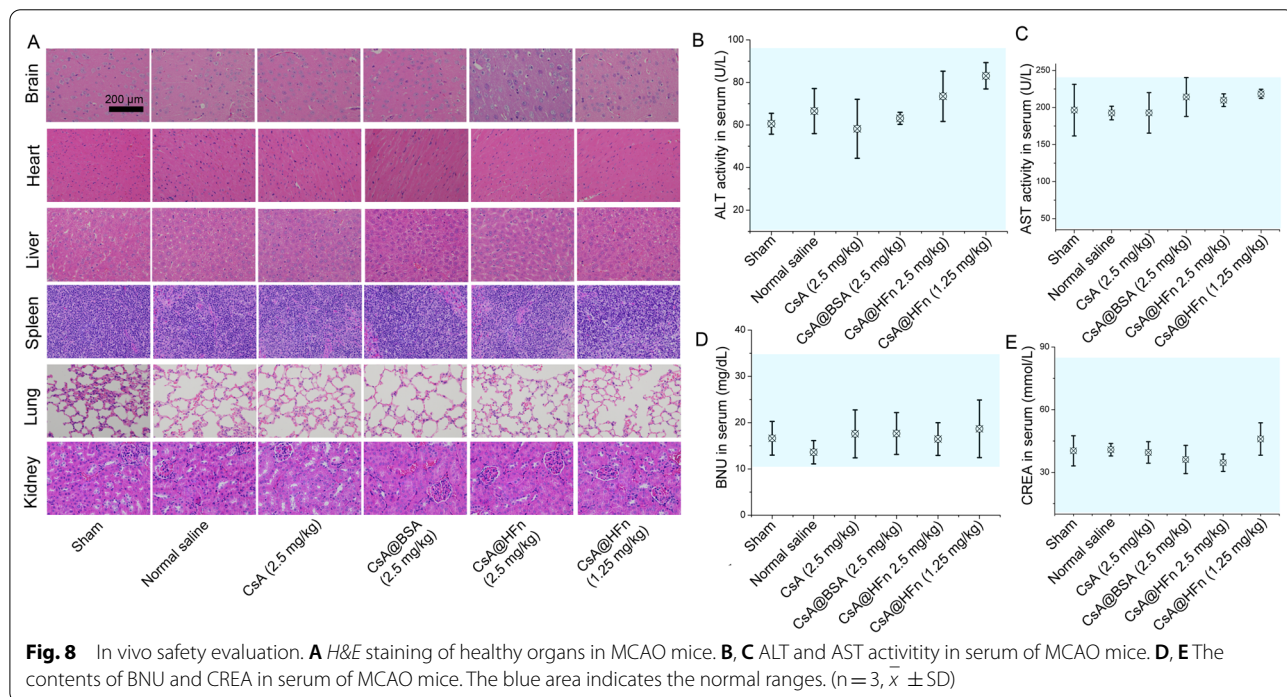 A
Brain
200 μm
Heart
Liver
Spleen
Lung
Kidney
Sham
Normal saline
CsA (2.5 mg/kg)
CsA@BSA
(2.5 mg/kg)
CsA@HFn
(2.5 mg/kg)
CsA@HFn
(1.25 mg/kg)
B
ALT activity in serum (U/L)
100
80
60
40
20
Sham
Normal saline
CsA (2.5 mg/kg)
CsA@BSA (2.5 mg/kg)
CsA@HFn 2.5 mg/kg)
CsA@HFn (1.25 mg/kg)
C
AST activity in serum (U/L)
250
200
150
100
50
Sham
Normal saline
CsA (2.5 mg/kg)
CsA@BSA (2.5 mg/kg)
CsA@HFn 2.5 mg/kg)
CsA@HFn (1.25 mg/kg)
D
BNU in serum (mg/dL)
40
30
20
10
0
Sham
Normal saline
CsA (2.5 mg/kg)
CsA@BSA (2.5 mg/kg)
CsA@HFn 2.5 mg/kg)
CsA@HFn (1.25 mg/kg)
E
CREA in serum (mmol/L)
90
60
30
Sham
Normal saline
CsA (2.5 mg/kg)
CsA@BSA (2.5 mg/kg)
CsA@HFn 2.5 mg/kg)
CsA@HFn (1.25 mg/kg)
Fig. 8 In vivo safety evaluation. A H&E staining of healthy organs in MCAO mice. B, C ALT and AST activitity in serum of MCAO mice. D, E The
contents of BNU and CREA in serum of MCAO mice. The blue area indicates the normal ranges. (n = 3, x̄ ± SD)